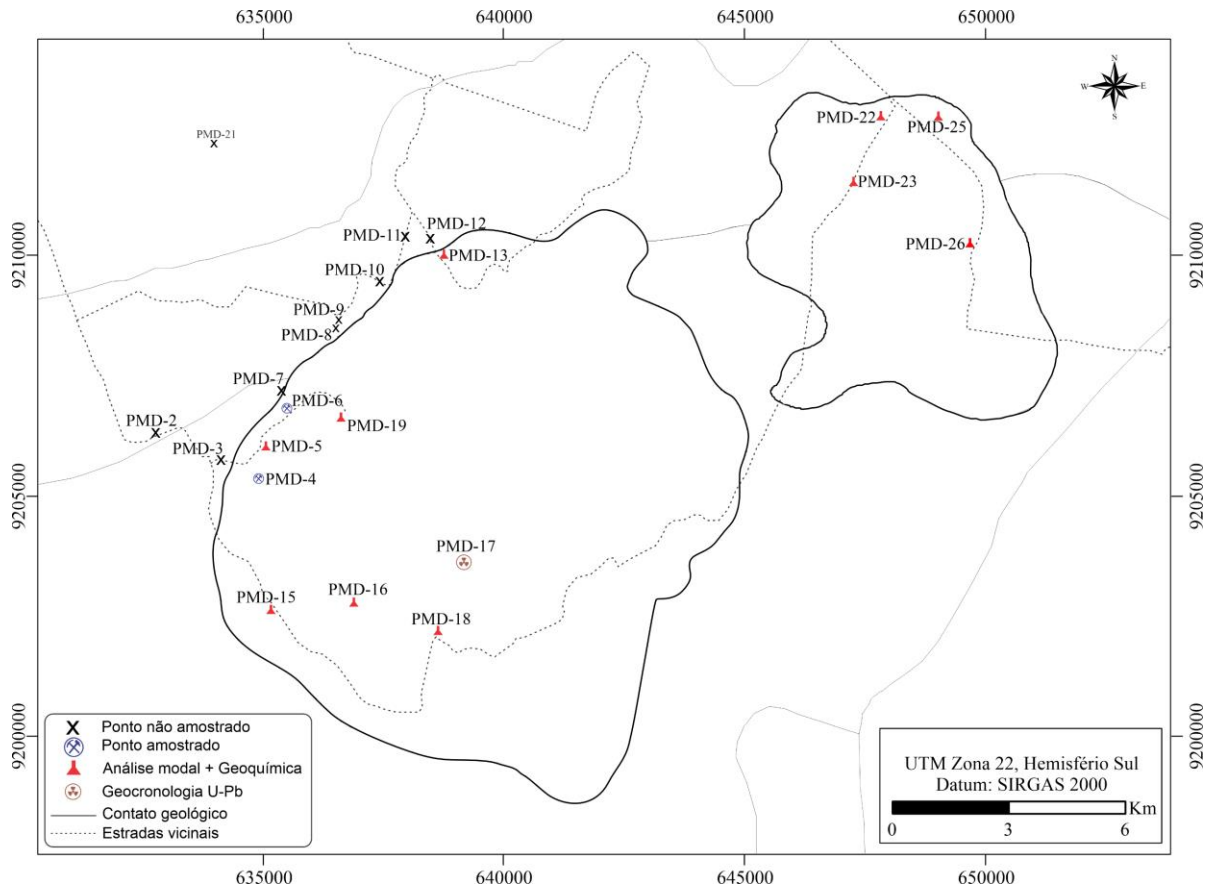 635000
640000
645000
650000
N
W
E
S
PMD-21
PMD-22
PMD-25
PMD-23
PMD-12
PMD-11
PMD-13
PMD-26
PMD-10
9210000
9210000
PMD-9
PMD-8
PMD-7
PMD-6
PMD-2
PMD-19
PMD-3
PMD-5
PMD-4
9205000
9205000
PMD-17
PMD-16
PMD-15
PMD-18
9200000
9200000
Ponto não amostrado
Ponto amostrado
Análise modal + Geoquímica
Geocronologia U-Pb
Contato geológico
Estradas vicinais
UTM Zona 22, Hemisfério Sul
Datum: SIRGAS 2000
Km
0 3 6
635000
640000
645000
650000